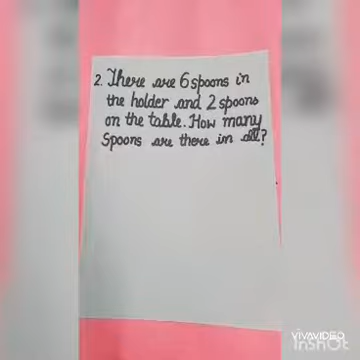 2. There are 6 spoons in
the holder and 2 spoons
on the table. How many
Spoons are there in all?
VIVAVIDEO
InShOt